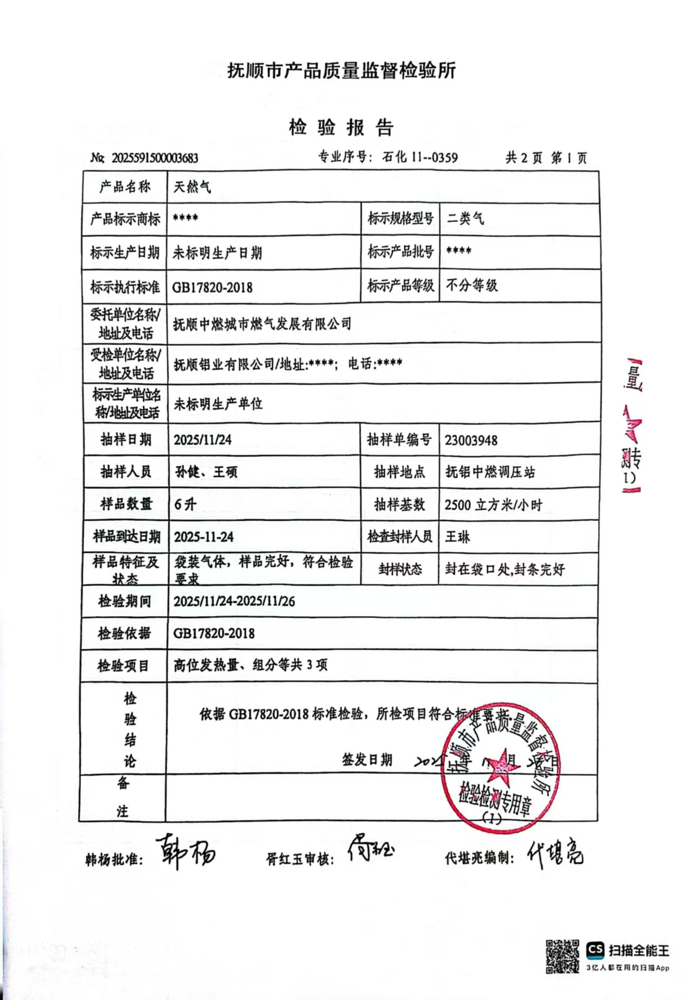 抚顺市产品质量监督检验所
检验报告
№: 2025591500003683 专业序号：石化 11--0359 共 2 页 第 1 页
产品名称 天然气
产品标示商标 **** 标示规格型号 二类气
标示生产日期 未标明生产日期 标示产品批号 ****
标示执行标准 GB17820-2018 标示产品等级 不分等级
委托单位名称/
地址及电话 抚顺中燃城市燃气发展有限公司
受检单位名称/
地址及电话 抚顺铝业有限公司/地址:****；电话:****
标示生产单位名
称/地址及电话 未标明生产单位
抽样日期 2025/11/24 抽样单编号 23003948
抽样人员 孙健、王硕 抽样地点 抚铝中燃调压站
样品数量 6 升 抽样基数 2500 立方米/小时
样品到达日期 2025-11-24 检查封样人员 王琳
样品特征及
状态 袋装气体，样品完好，符合检验
要求 封样状态 封在袋口处,封条完好
检验期间 2025/11/24-2025/11/26
检验依据 GB17820-2018
检验项目 高位发热量、组分等共 3 项
检
验
结
论
依据 GB17820-2018 标准检验，所检项目符合标准要求.
签发日期 2025 年 月 日
抚顺市产品质量监督检验所
检验检测专用章
(1)
备
注
韩杨批准： 韩杨 胥红玉审核： 胥红玉 代堪亮编制： 代堪亮
量
测专
1)
CS 扫描全能王
3亿人都在用的扫描App